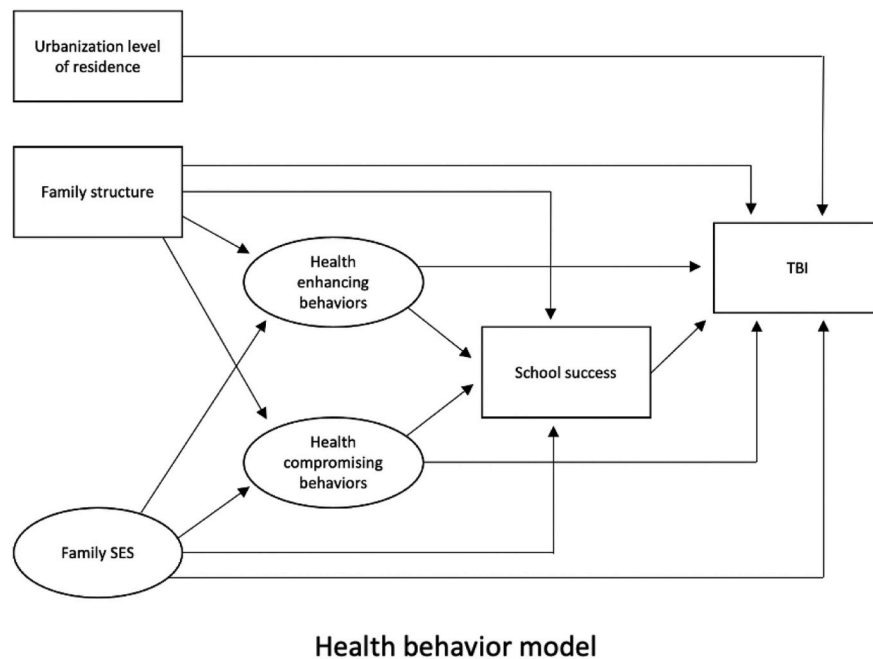 Urbanization level
of residence
Family structure
Health
enhancing
behaviors
TBI
School success
Health
compromising
behaviors
Family SES
Health behavior model